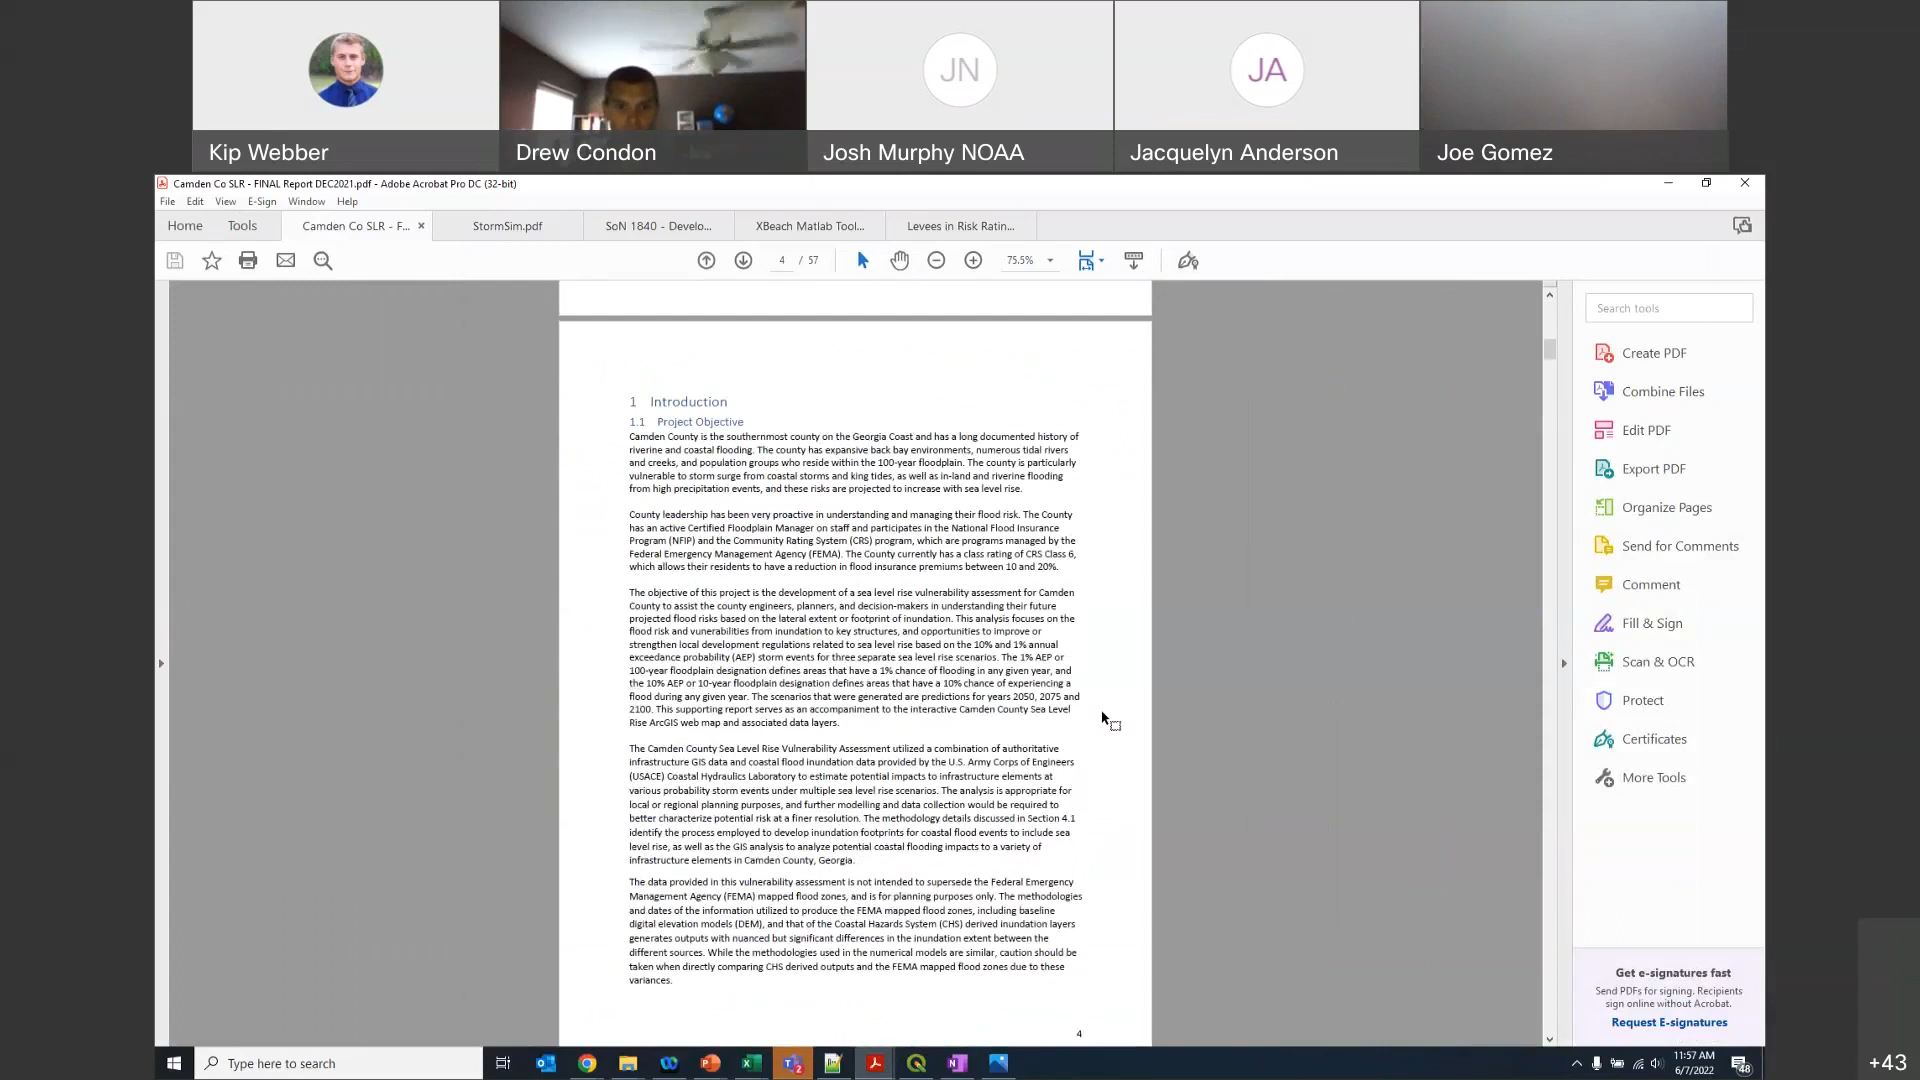 JN
JA
Kip Webber
Drew Condon
Josh Murphy NOAA
Jacquelyn Anderson
Joe Gomez
Camden Co SLR - FINAL Report DEC2021.pdf - Adobe Acrobat Pro DC (32-bit)
File Edit View E-Sign Window Help
Home Tools Camden Co SLR - F... × StormSim.pdf SoN 1840 - Develo... XBeach Matlab Tool... Levees in Risk Ratin...
4 / 57 75.5%
Search tools
Create PDF
Combine Files
Edit PDF
Export PDF
Organize Pages
Send for Comments
Comment
Fill & Sign
Scan & OCR
Protect
Certificates
More Tools
Get e-signatures fast
Send PDFs for signing. Recipients
sign online without Acrobat.
Request E-signatures
1 Introduction
1.1 Project Objective
Camden County is the southernmost county on the Georgia Coast and has a long documented history of
riverine and coastal flooding. The county has expansive back bay environments, numerous tidal rivers
and creeks, and population groups who reside within the 100-year floodplain. The county is particularly
vulnerable to storm surge from coastal storms and king tides, as well as in-land and riverine flooding
from high precipitation events, and these risks are projected to increase with sea level rise.
County leadership has been very proactive in understanding and managing their flood risk. The County
has an active Certified Floodplain Manager on staff and participates in the National Flood Insurance
Program (NFIP) and the Community Rating System (CRS) program, which are programs managed by the
Federal Emergency Management Agency (FEMA). The County currently has a class rating of CRS Class 6,
which allows their residents to have a reduction in flood insurance premiums between 10 and 20%.
The objective of this project is the development of a sea level rise vulnerability assessment for Camden
County to assist the county engineers, planners, and decision-makers in understanding their future
projected flood risks based on the lateral extent or footprint of inundation. This analysis focuses on the
flood risk and vunerabilities from inundation to key structures, and opportunities to improve or
strengthen local development regulations related to sea level rise based on the 10% and 1% annual
exceedance probability (AEP) storm events for three separate sea level rise scenarios. The 1% AEP or
100-year floodplain designation defines areas that have a 1% chance of flooding in any given year, and
the 10% AEP or 10-year floodplain designation defines areas that have a 10% chance of experiencing a
flood during any given year. The scenarios that were generated are predictions for years 2050, 2075 and
2100. This supporting report serves as an accompaniment to the interactive Camden County Sea Level
Rise ArcGIS web map and associated data layers.
The Camden County Sea Level Rise Vulnerability Assessment utilized a combination of authoritative
infrastructure GIS data and coastal flood inundation data provided by the U.S. Army Corps of Engineers
(USACE) Coastal Hydraulics Laboratory to estimate potential impacts to infrastructure elements at
various probability storm events under multiple sea level rise scenarios. The analysis is appropriate for
local or regional planning purposes, and further modelling and data collection would be required to
better characterize potential risk at a finer resolution. The methodology details discussed in Section 4.1
identify the process employed to develop inundation footprints for coastal flood events to include sea
level rise, as well as the GIS analysis to analyze potential coastal flooding impacts to a variety of
infrastructure elements in Camden County, Georgia.
The data provided in this vulnerability assessment is not intended to supersede the Federal Emergency
Management Agency (FEMA) mapped flood zones, and is for planning purposes only. The methodologies
and dates of the information utilized to produce the FEMA mapped flood zones, including baseline
digital elevation models (DEM), and that of the Coastal Hazards System (CHS) derived inundation layers
generates outputs with nuanced but significant differences in the inundation extent between the
different sources. While the methodologies used in the numerical models are similar, caution should be
taken when directly comparing CHS derived outputs and the FEMA mapped flood zones due to these
variances.
4
Type here to search
11:57 AM
6/7/2022
48
+43